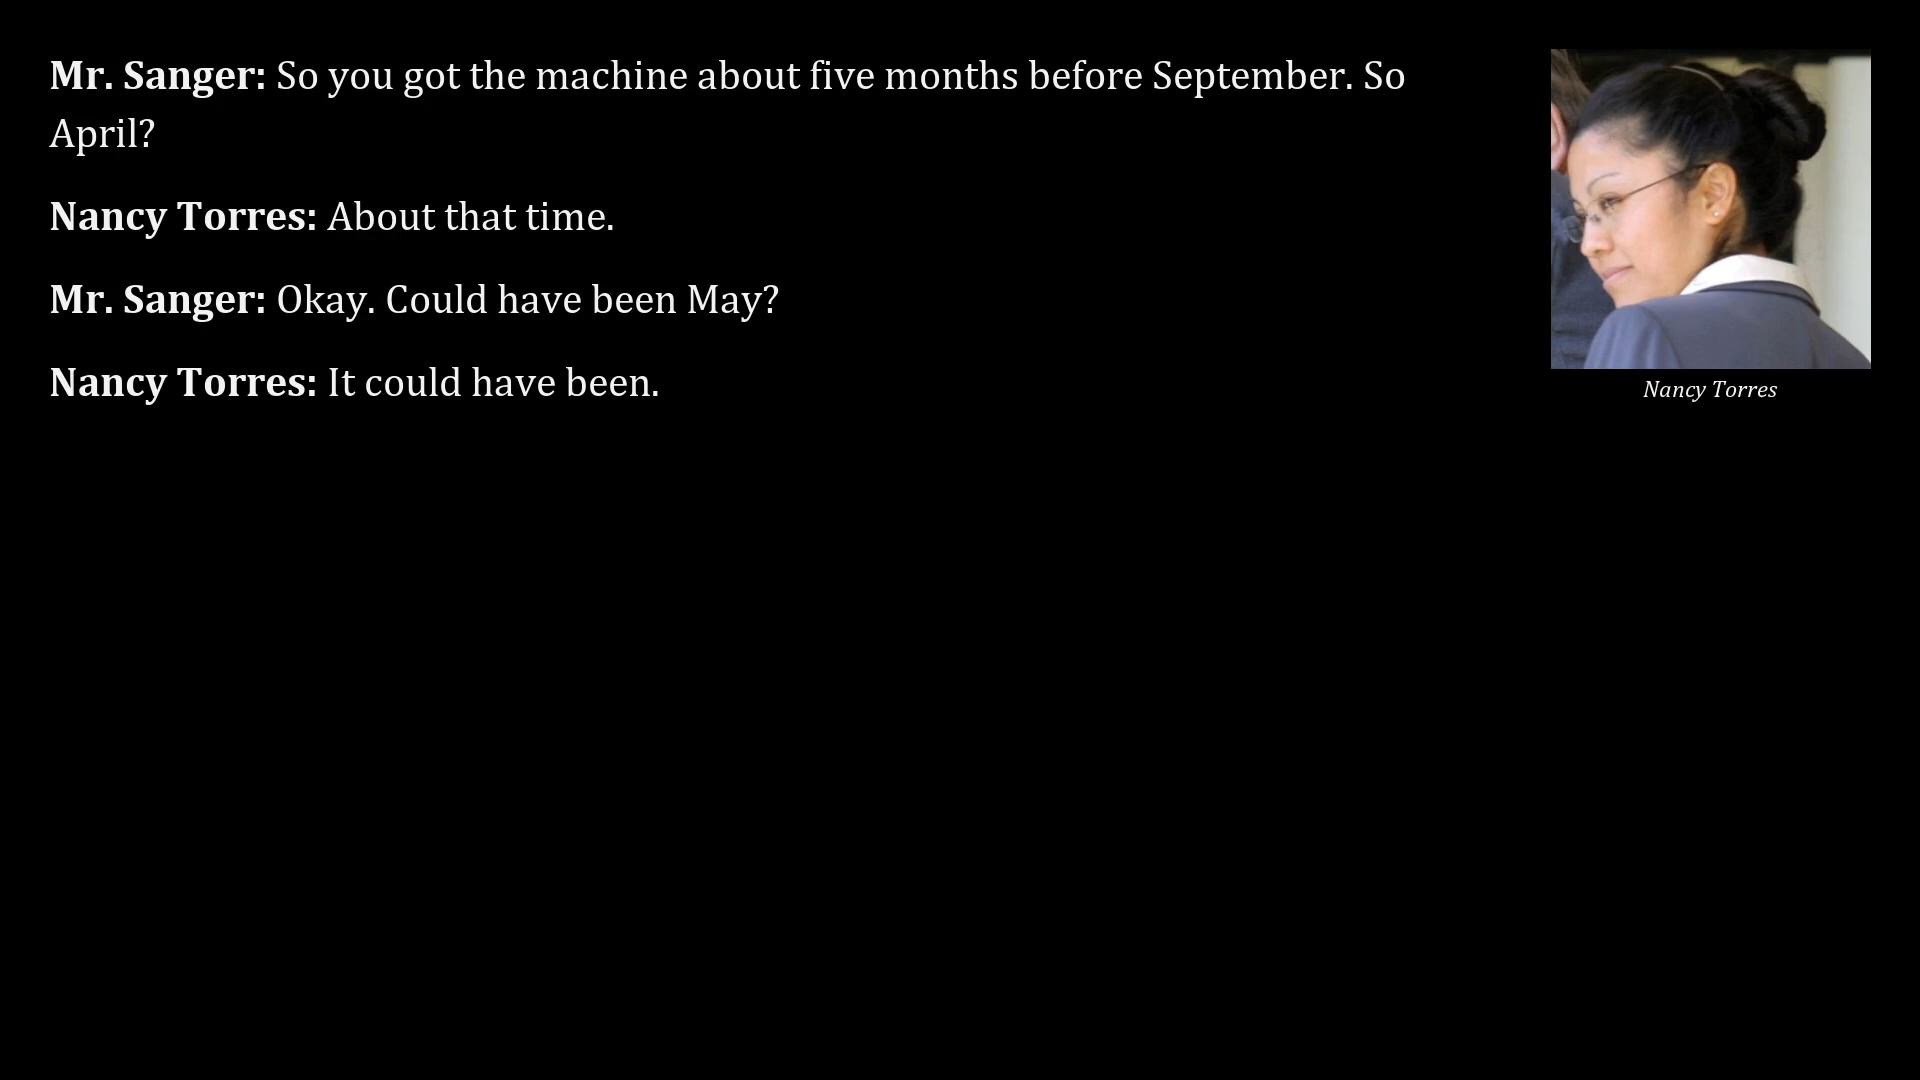 Mr. Sanger: So you got the machine about five months before September. So
April?
Nancy Torres: About that time.
Mr. Sanger: Okay. Could have been May?
Nancy Torres: It could have been.
Nancy Torres